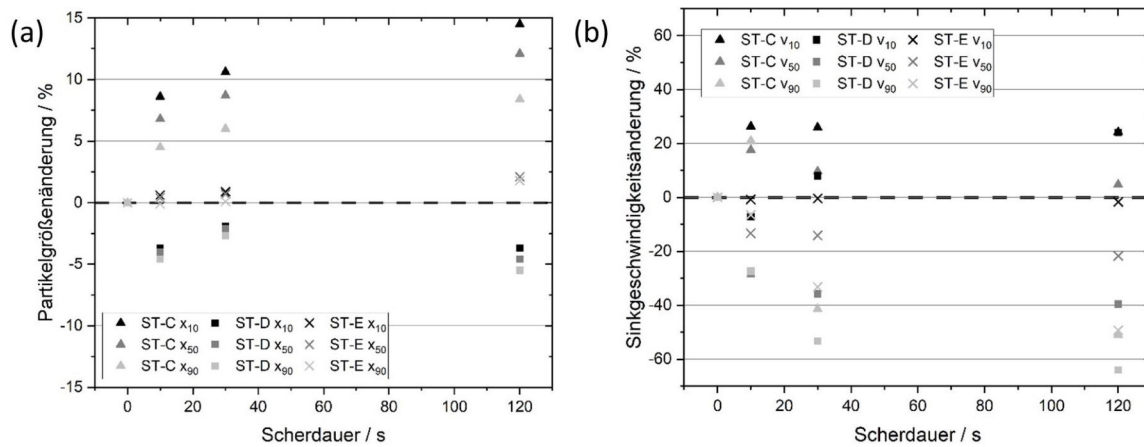 (a)
Partikelgrößenänderung / %
15
10
5
0
-5
-10
-15
ST-C x10 ST-D x10 ST-E x10
ST-C x50 ST-D x50 ST-E x50
ST-C x90 ST-D x90 ST-E x90
0 20 40 60 80 100 120
Scherdauer / s
(b)
Sinkgeschwindigkeitsänderung / %
60
40
20
0
-20
-40
-60
ST-C v10 ST-D v10 ST-E v10
ST-C v50 ST-D v50 ST-E v50
ST-C v90 ST-D v90 ST-E v90
0 20 40 60 80 100 120
Scherdauer / s